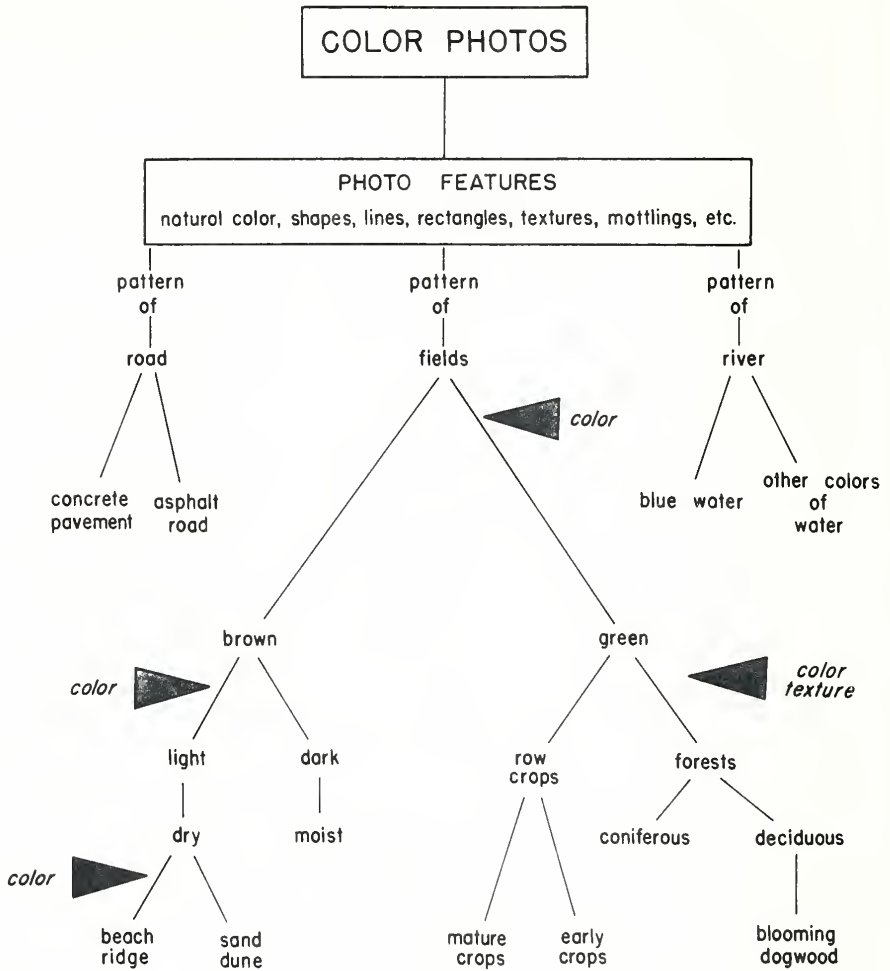 COLOR PHOTOS
PHOTO FEATURES
natural color, shapes, lines, rectangles, textures, mottlings, etc.
pattern
of
road
pattern
of
fields
pattern
of
river
color
concrete
pavement
asphalt
road
blue water
other colors
of
water
brown
green
color
color
texture
light
dark
row
crops
forests
dry
moist
coniferous
deciduous
color
beach
ridge
sand
dune
mature
crops
early
crops
blooming
dogwood